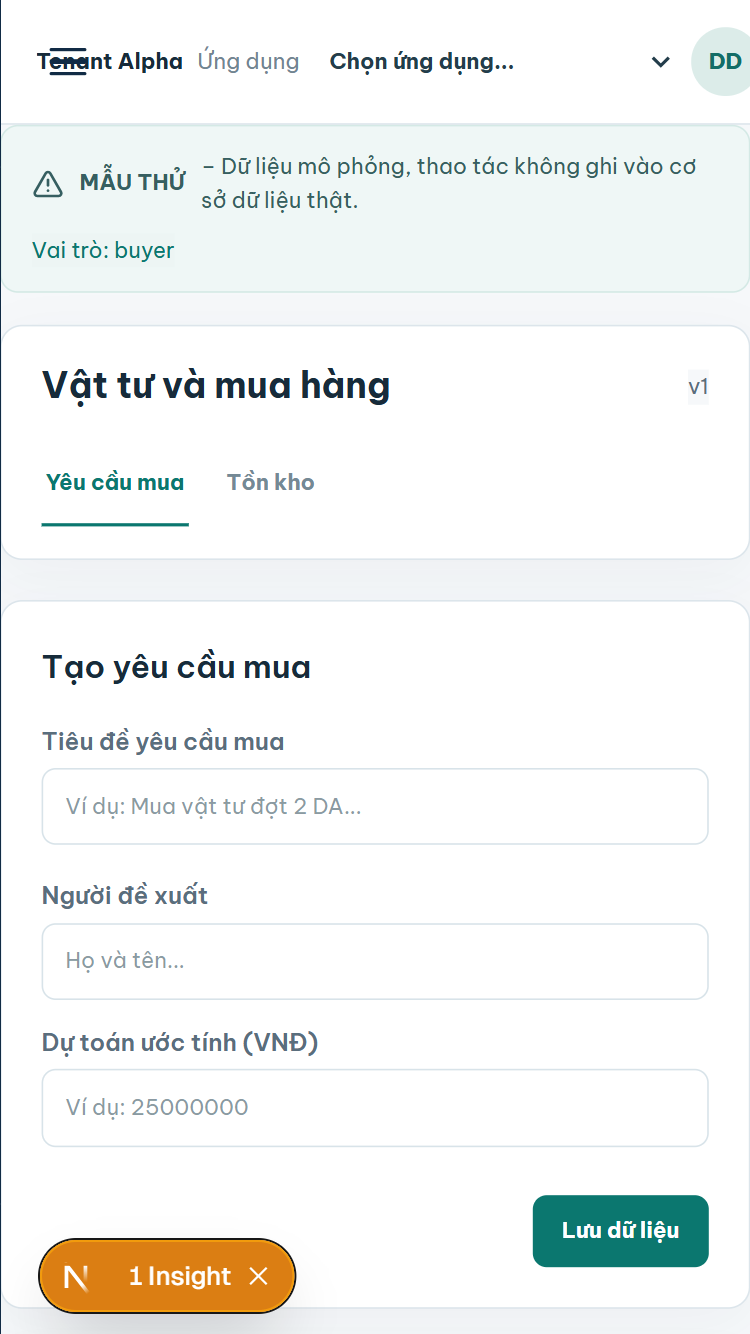 Tenant Alpha Ứng dụng Chọn ứng dụng... DD
MẪU THỬ – Dữ liệu mô phỏng, thao tác không ghi vào cơ
sở dữ liệu thật.
Vai trò: buyer
Vật tư và mua hàng v1
Yêu cầu mua Tồn kho
Tạo yêu cầu mua
Tiêu đề yêu cầu mua
Ví dụ: Mua vật tư đợt 2 DA...
Người đề xuất
Họ và tên...
Dự toán ước tính (VNĐ)
Ví dụ: 25000000
Lưu dữ liệu
N 1 Insight